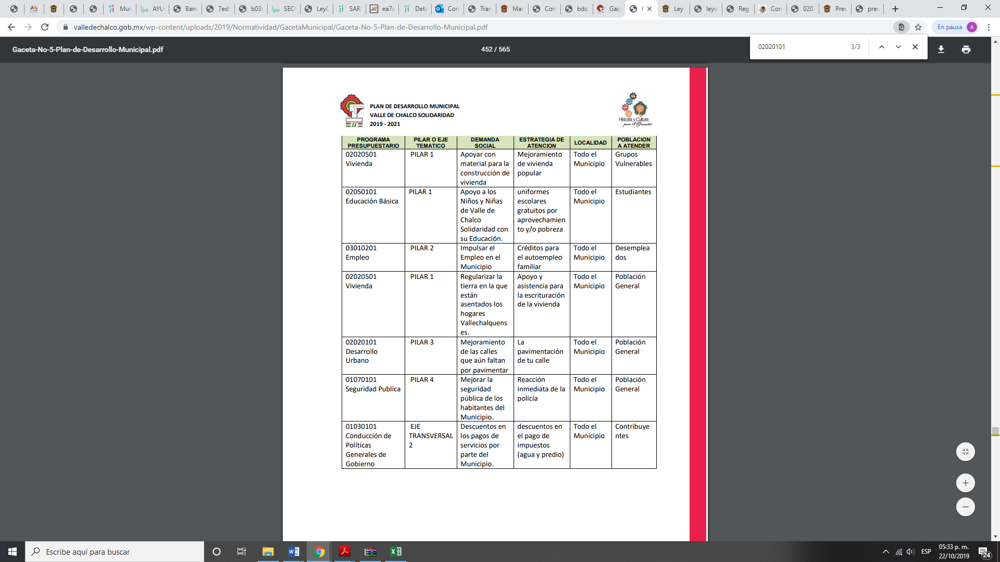 Mun
AYU
Ban
7ed
b03
SECI
LeyD
SAR
ea7e
Deta
Corr
Tran
Mar
Con
bdo
Gac
Ley
leyv
Reg
Con
020
Pres
pres
valledechalco.gob.mx/wp-content/uploads/2019/Normatividad/GacetaMunicipal/Gaceta-No-5-Plan-de-Desarrollo-Municipal.pdf
En pausa A
Gaceta-No-5-Plan-de-Desarrollo-Municipal.pdf
452 / 565
02020101 3/3
PLAN DE DESARROLLO MUNICIPAL
VALLE DE CHALCO SOLIDARIDAD
2019 - 2021
Historia y Cultura
para el Bienestar
PROGRAMA
PRESUPUESTARIO
PILAR O EJE
TEMATICO
DEMANDA
SOCIAL
ESTRATEGIA DE
ATENCION
LOCALIDAD
POBLACION
A ATENDER
02020501
Vivienda
PILAR 1
Apoyar con
material para la
construcción de
vivienda
Mejoramiento
de vivienda
popular
Todo el
Municipio
Grupos
Vulnerables
02050101
Educación Básica
PILAR 1
Apoyo a los
Niños y Niñas
de Valle de
Chalco
Solidaridad con
su Educación.
uniformes
escolares
gratuitos por
aprovechamien
to y/o pobreza
Todo el
Municipio
Estudiantes
03010201
Empleo
PILAR 2
Impulsar el
Empleo en el
Municipio
Créditos para
el autoempleo
familiar
Todo el
Municipio
Desemplea
dos
02020501
Vivienda
PILAR 1
Regularizar la
tierra en la que
están
asentados los
hogares
Vallechalquens
es.
Apoyo y
asistencia para
la escrituración
de la vivienda
Todo el
Municipio
Población
General
02020101
Desarrollo
Urbano
PILAR 3
Mejoramiento
de las calles
que aún faltan
por pavimentar
La
pavimentación
de tu calle
Todo el
Municipio
Población
General
01070101
Seguridad Publica
PILAR 4
Mejorar la
seguridad
pública de los
habitantes del
Municipio.
Reacción
inmediata de la
policía
Todo el
Municipio
Población
General
01030101
Conducción de
Políticas
Generales de
Gobierno
EJE
TRANSVERSAL
2
Descuentos en
los pagos de
servicios por
parte del
Municipio.
descuentos en
el pago de
impuestos
(agua y predio)
Todo el
Municipio
Contribuye
ntes
Escribe aquí para buscar
ESP
05:33 p. m.
22/10/2019
24